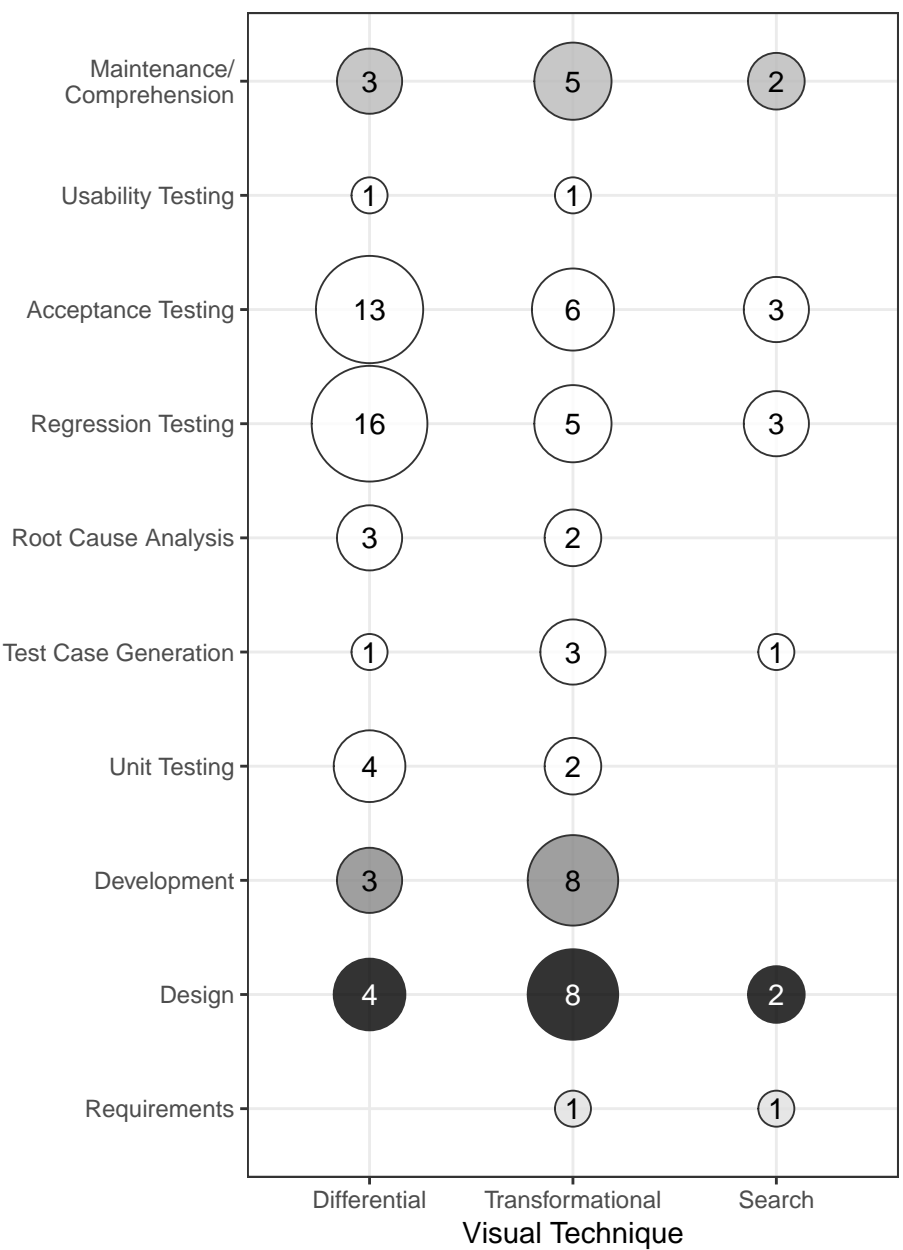 Maintenance/
Comprehension
3 5 2
Usability Testing
1 1
Acceptance Testing
13 6 3
Regression Testing
16 5 3
Root Cause Analysis
3 2
Test Case Generation
1 3 1
Unit Testing
4 2
Development
3 8
Design
4 8 2
Requirements
1 1
Differential Transformational Search
Visual Technique